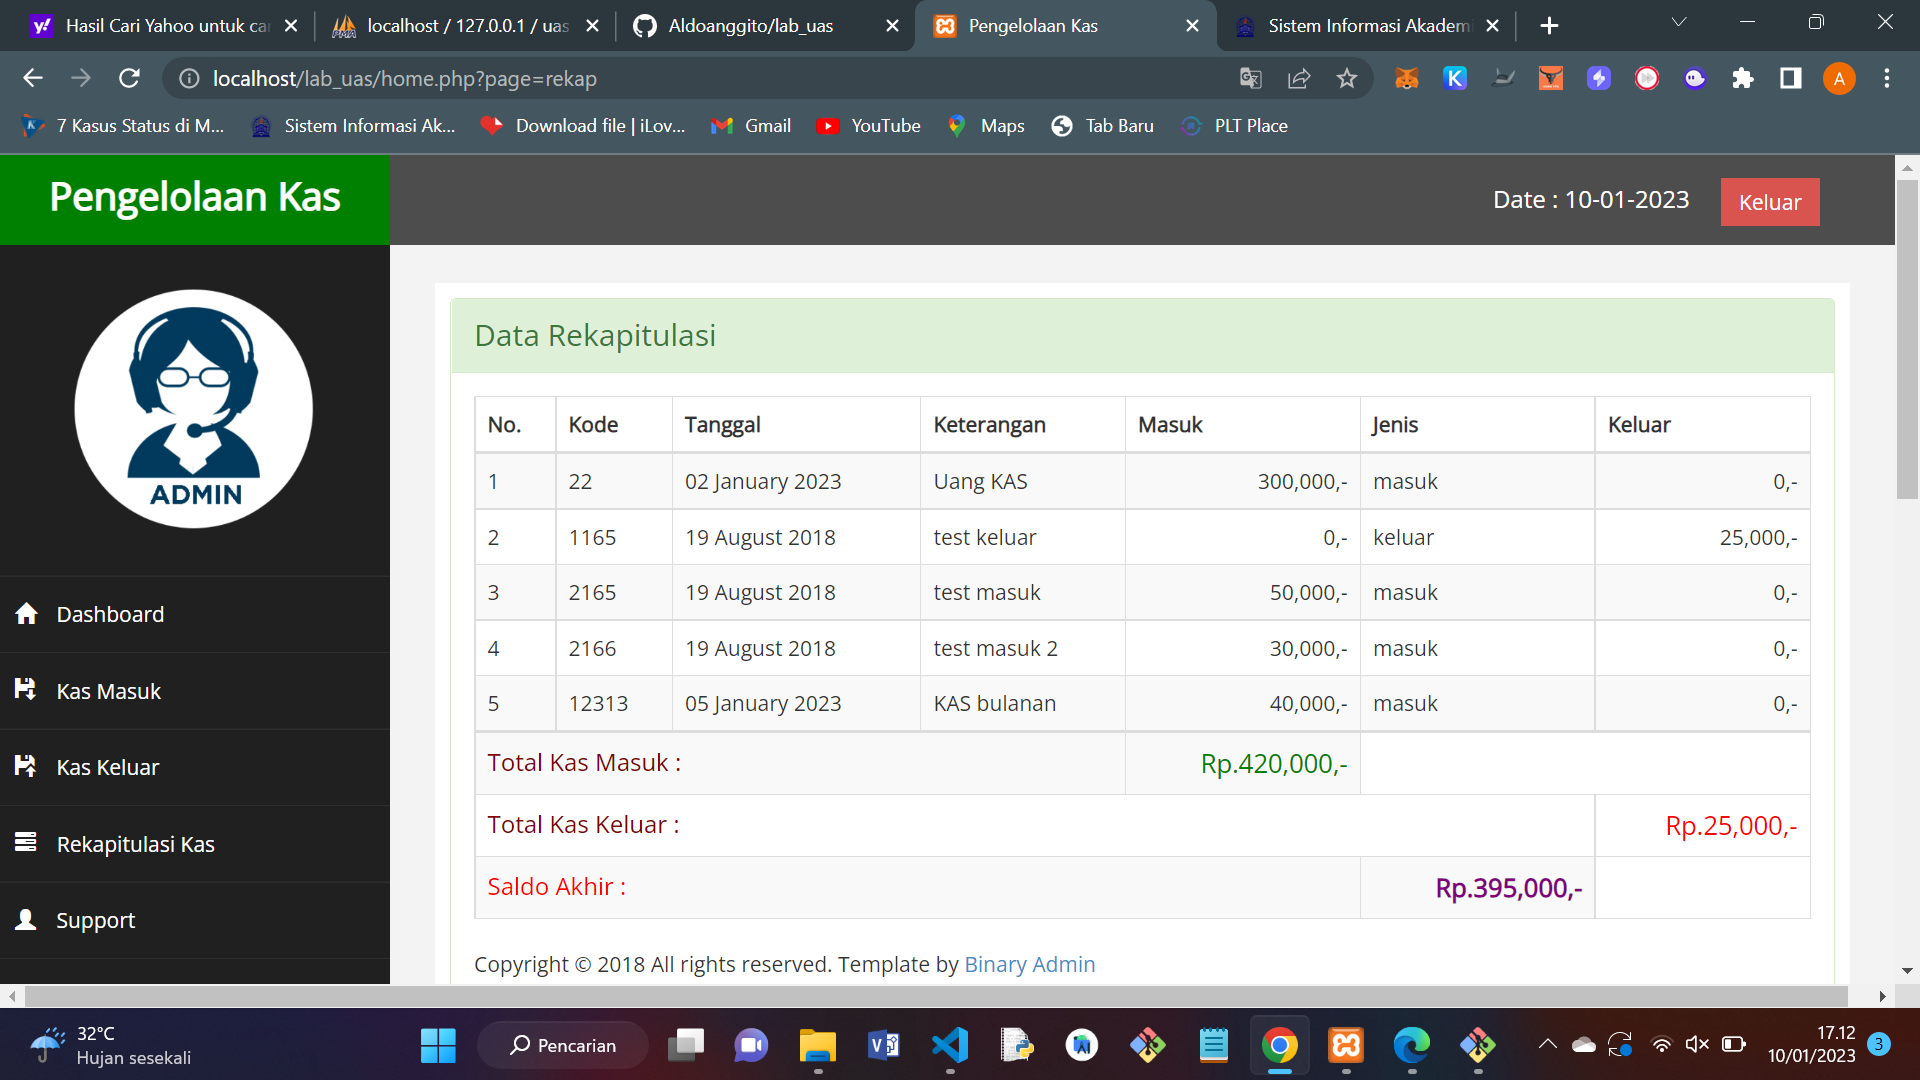 Hasil Cari Yahoo untuk ca
localhost / 127.0.0.1 / uas
Aldoanggito/lab_uas
Pengelolaan Kas
Sistem Informasi Akadem
localhost/lab_uas/home.php?page=rekap
A
7 Kasus Status di M...
Sistem Informasi Ak...
Download file | iLov...
Gmail
YouTube
Maps
Tab Baru
PLT Place
Pengelolaan Kas
Date : 10-01-2023
Keluar
ADMIN
Dashboard
Kas Masuk
Kas Keluar
Rekapitulasi Kas
Support
Data Rekapitulasi
No. Kode Tanggal Keterangan Masuk Jenis Keluar
1 22 02 January 2023 Uang KAS 300,000,- masuk 0,-
2 1165 19 August 2018 test keluar 0,- keluar 25,000,-
3 2165 19 August 2018 test masuk 50,000,- masuk 0,-
4 2166 19 August 2018 test masuk 2 30,000,- masuk 0,-
5 12313 05 January 2023 KAS bulanan 40,000,- masuk 0,-
Total Kas Masuk : Rp.420,000,-
Total Kas Keluar : Rp.25,000,-
Saldo Akhir : Rp.395,000,-
Copyright © 2018 All rights reserved. Template by Binary Admin
32°C
Hujan sesekali
Pencarian
17.12
10/01/2023
3